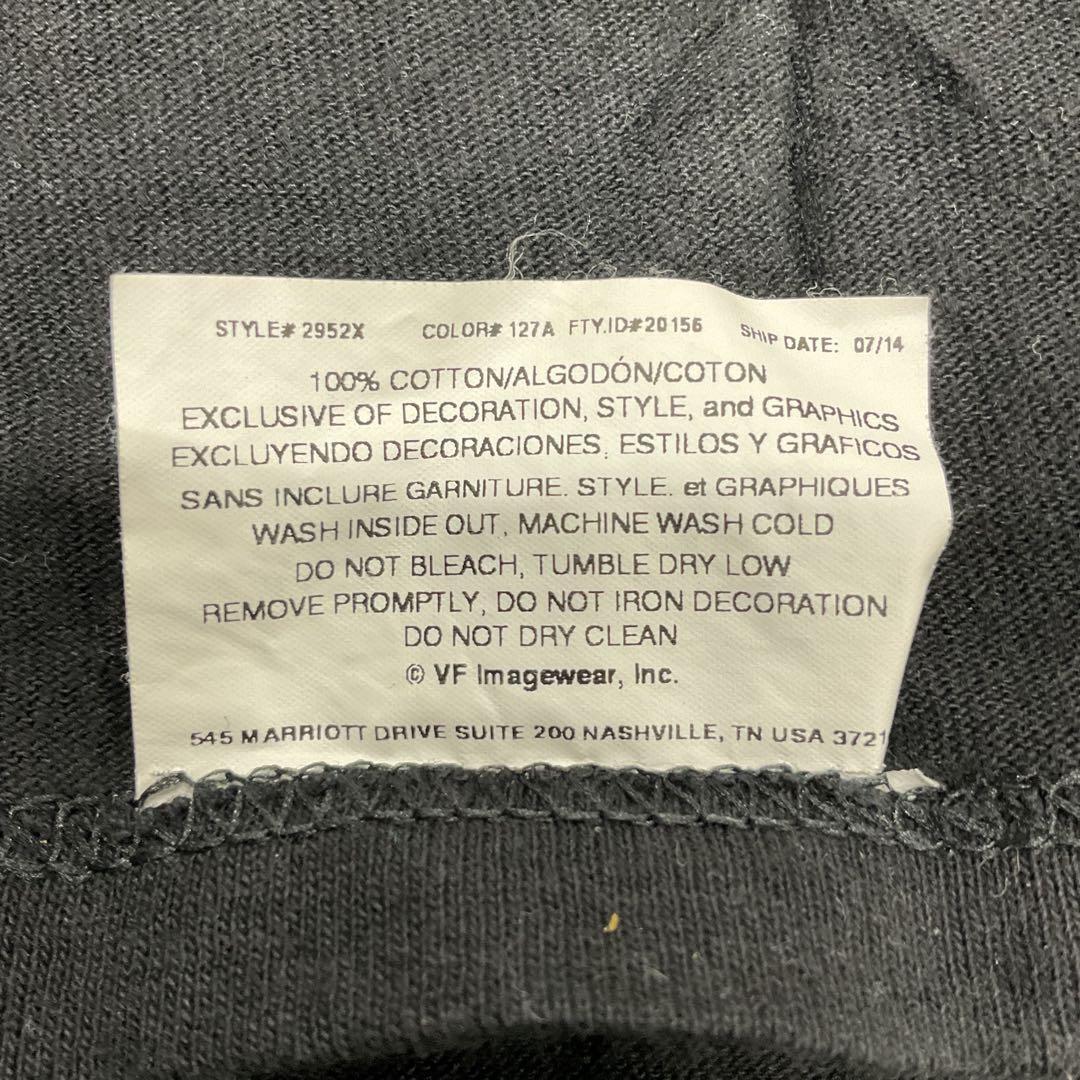 STYLE# 2952X COLOR# 127A FTY.ID#20156 SHIP DATE: 07/14
100% COTTON/ALGODÓN/COTON
EXCLUSIVE OF DECORATION, STYLE, and GRAPHICS
EXCLUYENDO DECORACIONES, ESTILOS Y GRAFICOS
SANS INCLURE GARNITURE. STYLE. et GRAPHIQUES
WASH INSIDE OUT, MACHINE WASH COLD
DO NOT BLEACH, TUMBLE DRY LOW
REMOVE PROMPTLY, DO NOT IRON DECORATION
DO NOT DRY CLEAN
© VF Imagewear, Inc.
545 MARRIOTT DRIVE SUITE 200 NASHVILLE, TN USA 3721